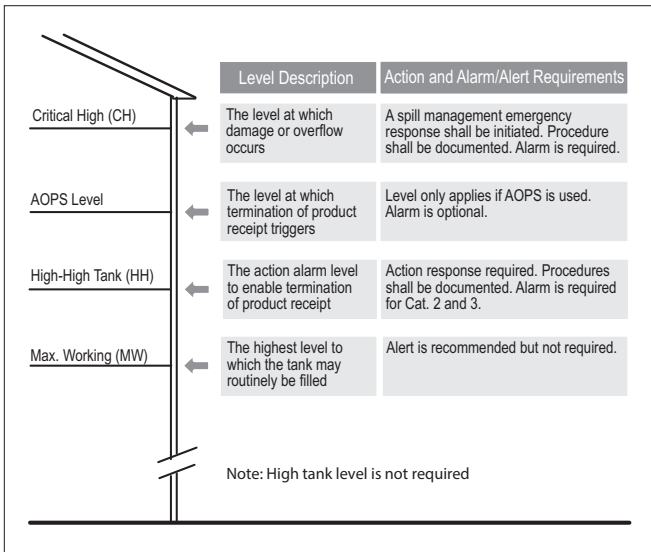 Level Description
Action and Alarm/Alert Requirements
Critical High (CH)
The level at which
damage or overflow
occurs
A spill management emergency
response shall be initiated. Procedure
shall be documented. Alarm is required.
AOPS Level
The level at which
termination of product
receipt triggers
Level only applies if AOPS is used.
Alarm is optional.
High-High Tank (HH)
The action alarm level
to enable termination
of product receipt
Action response required. Procedures
shall be documented. Alarm is required
for Cat. 2 and 3.
Max. Working (MW)
The highest level to
which the tank may
routinely be filled
Alert is recommended but not required.
Note: High tank level is not required